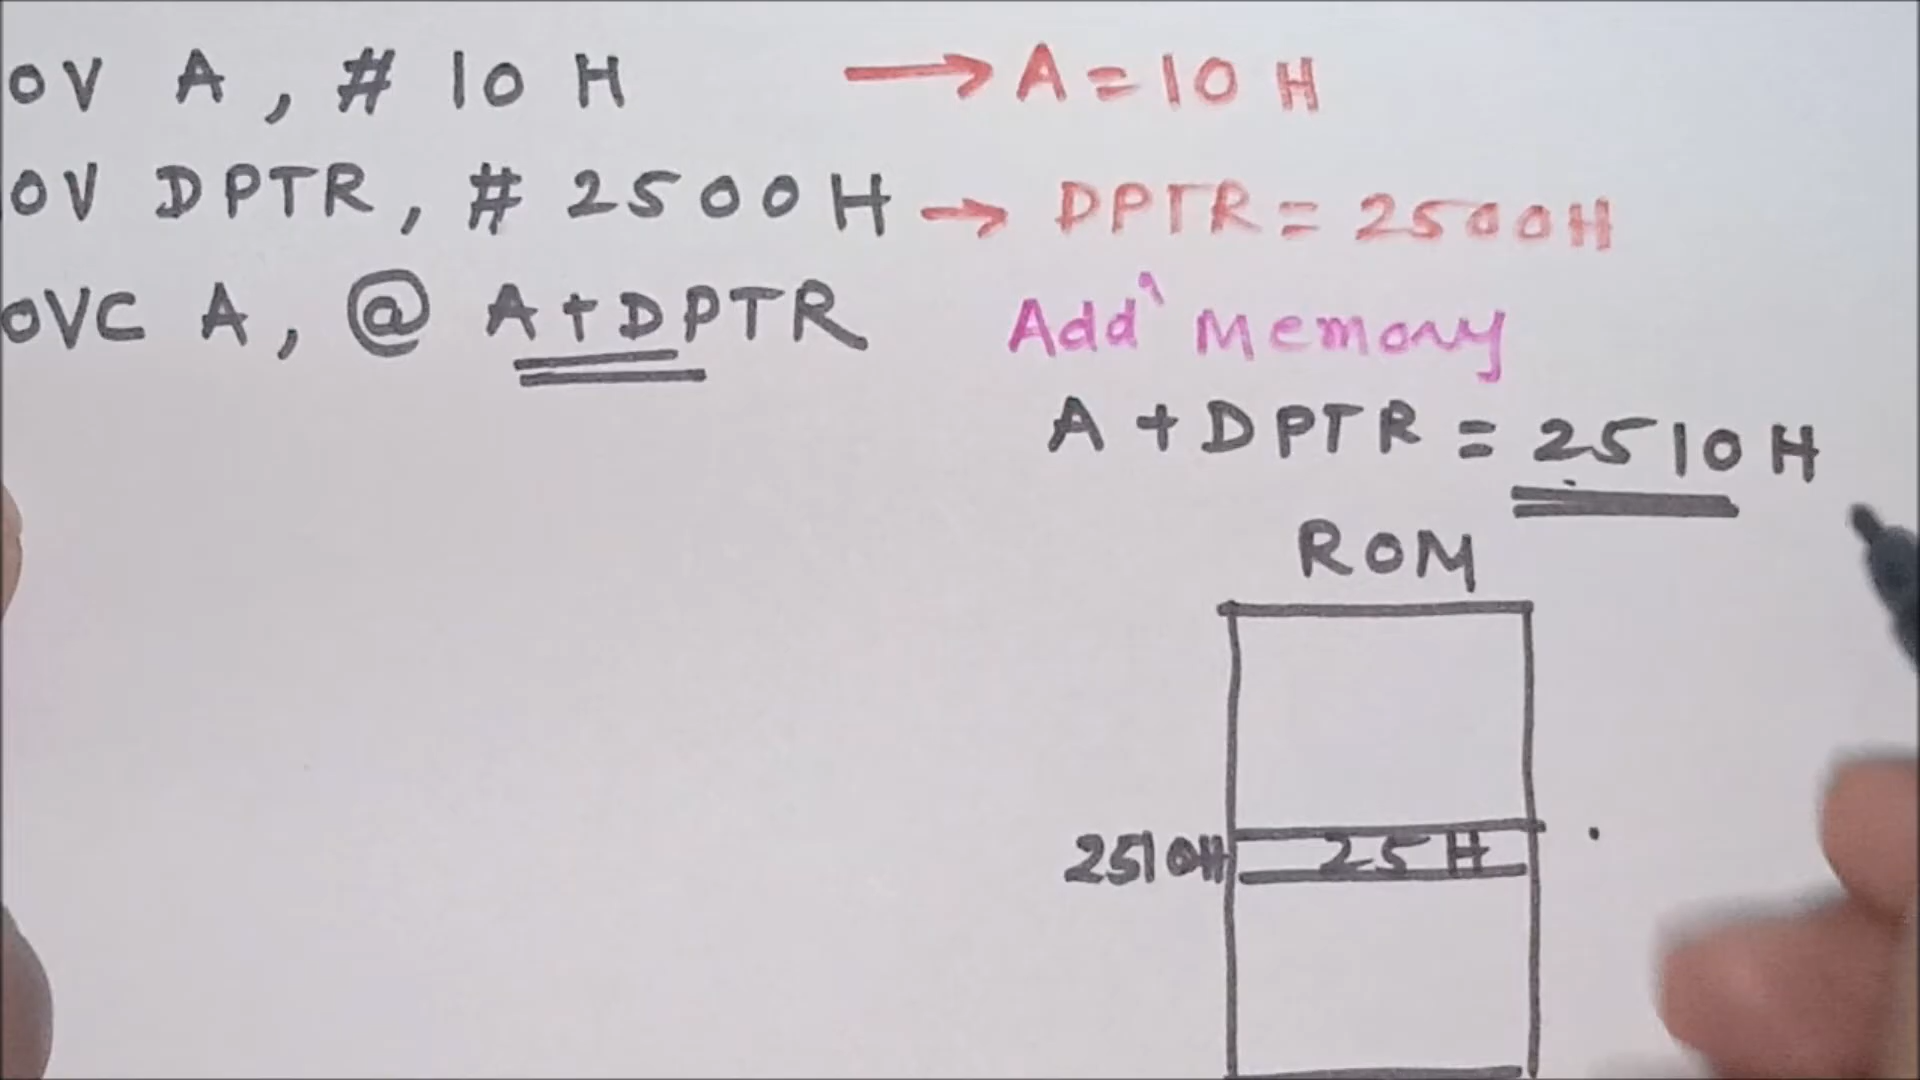 OV A, # 10 H → A = 10 H
OV DPTR, # 2500H → DPTR = 2500H
OVC A, @ A+DPTR Add' Memory
A + DPTR = 2510 H
ROM
2510H 25 H